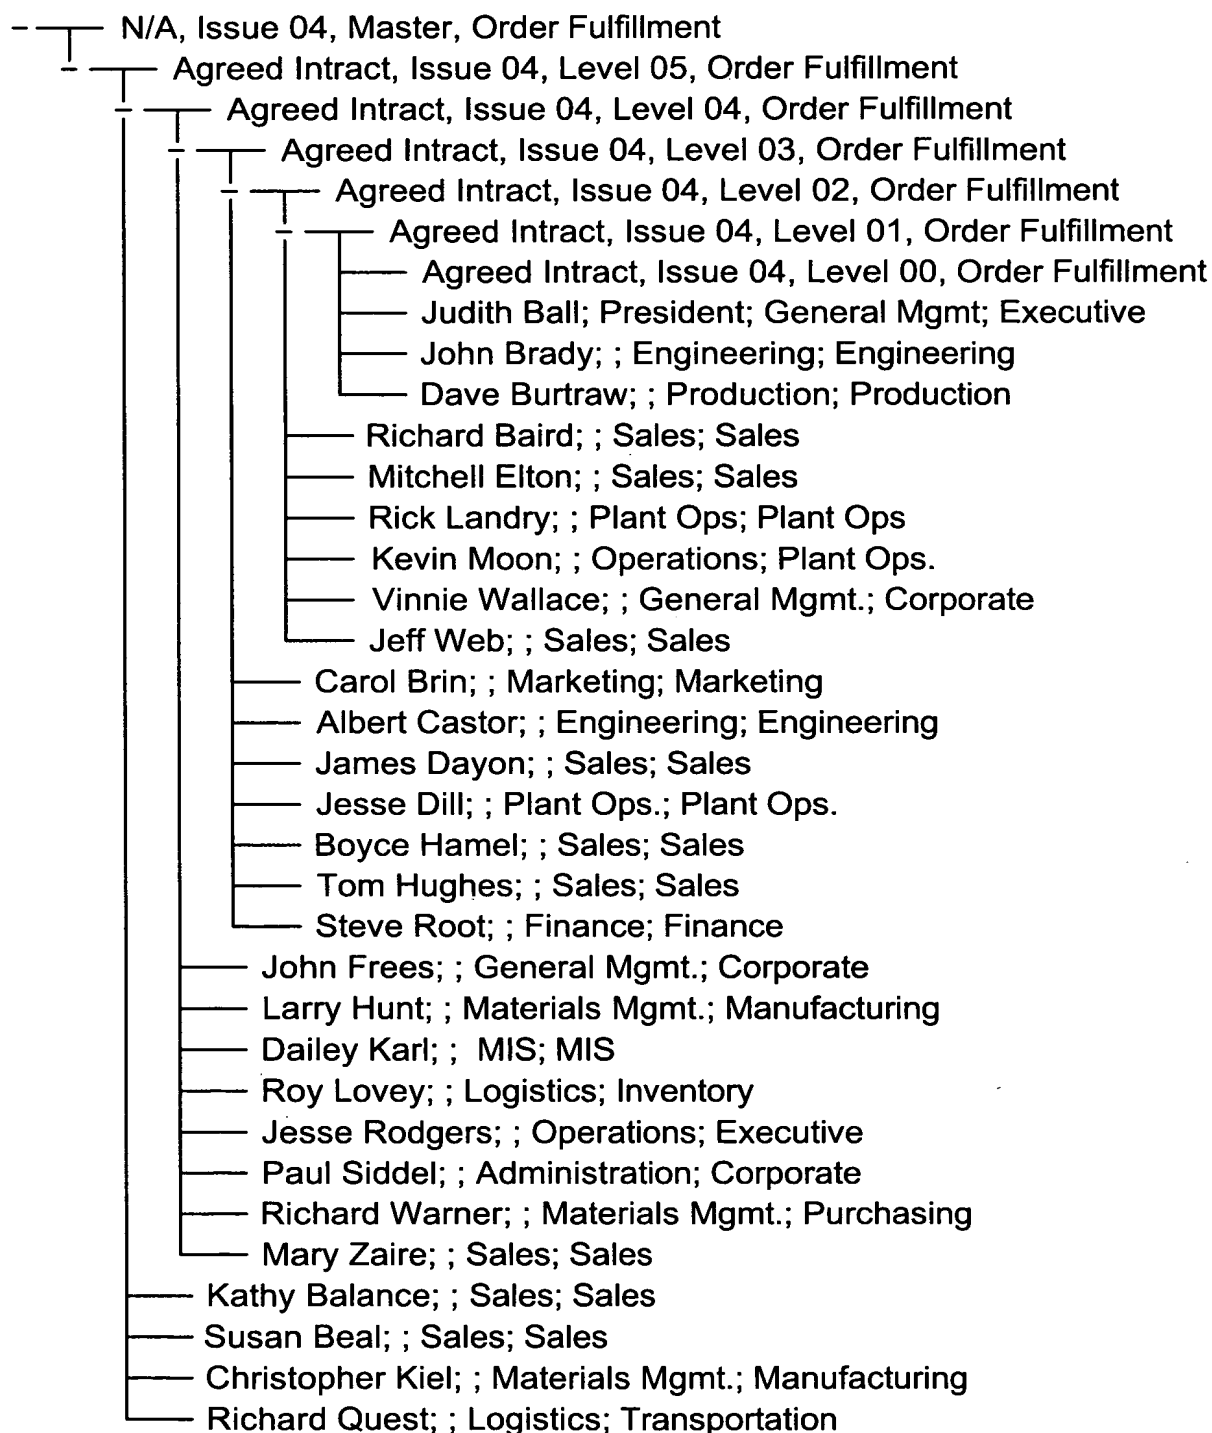 N/A, Issue 04, Master, Order Fulfillment
Agreed Intract, Issue 04, Level 05, Order Fulfillment
Agreed Intract, Issue 04, Level 04, Order Fulfillment
Agreed Intract, Issue 04, Level 03, Order Fulfillment
Agreed Intract, Issue 04, Level 02, Order Fulfillment
Agreed Intract, Issue 04, Level 01, Order Fulfillment
Agreed Intract, Issue 04, Level 00, Order Fulfillment
Judith Ball; President; General Mgmt; Executive
John Brady; ; Engineering; Engineering
Dave Burtraw; ; Production; Production
Richard Baird; ; Sales; Sales
Mitchell Elton; ; Sales; Sales
Rick Landry; ; Plant Ops; Plant Ops
Kevin Moon; ; Operations; Plant Ops.
Vinnie Wallace; ; General Mgmt.; Corporate
Jeff Web; ; Sales; Sales
Carol Brin; ; Marketing; Marketing
Albert Castor; ; Engineering; Engineering
James Dayon; ; Sales; Sales
Jesse Dill; ; Plant Ops.; Plant Ops.
Boyce Hamel; ; Sales; Sales
Tom Hughes; ; Sales; Sales
Steve Root; ; Finance; Finance
John Frees; ; General Mgmt.; Corporate
Larry Hunt; ; Materials Mgmt.; Manufacturing
Dailey Karl; ; MIS; MIS
Roy Lovey; ; Logistics; Inventory
Jesse Rodgers; ; Operations; Executive
Paul Siddel; ; Administration; Corporate
Richard Warner; ; Materials Mgmt.; Purchasing
Mary Zaire; ; Sales; Sales
Kathy Balance; ; Sales; Sales
Susan Beal; ; Sales; Sales
Christopher Kiel; ; Materials Mgmt.; Manufacturing
Richard Quest; ; Logistics; Transportation